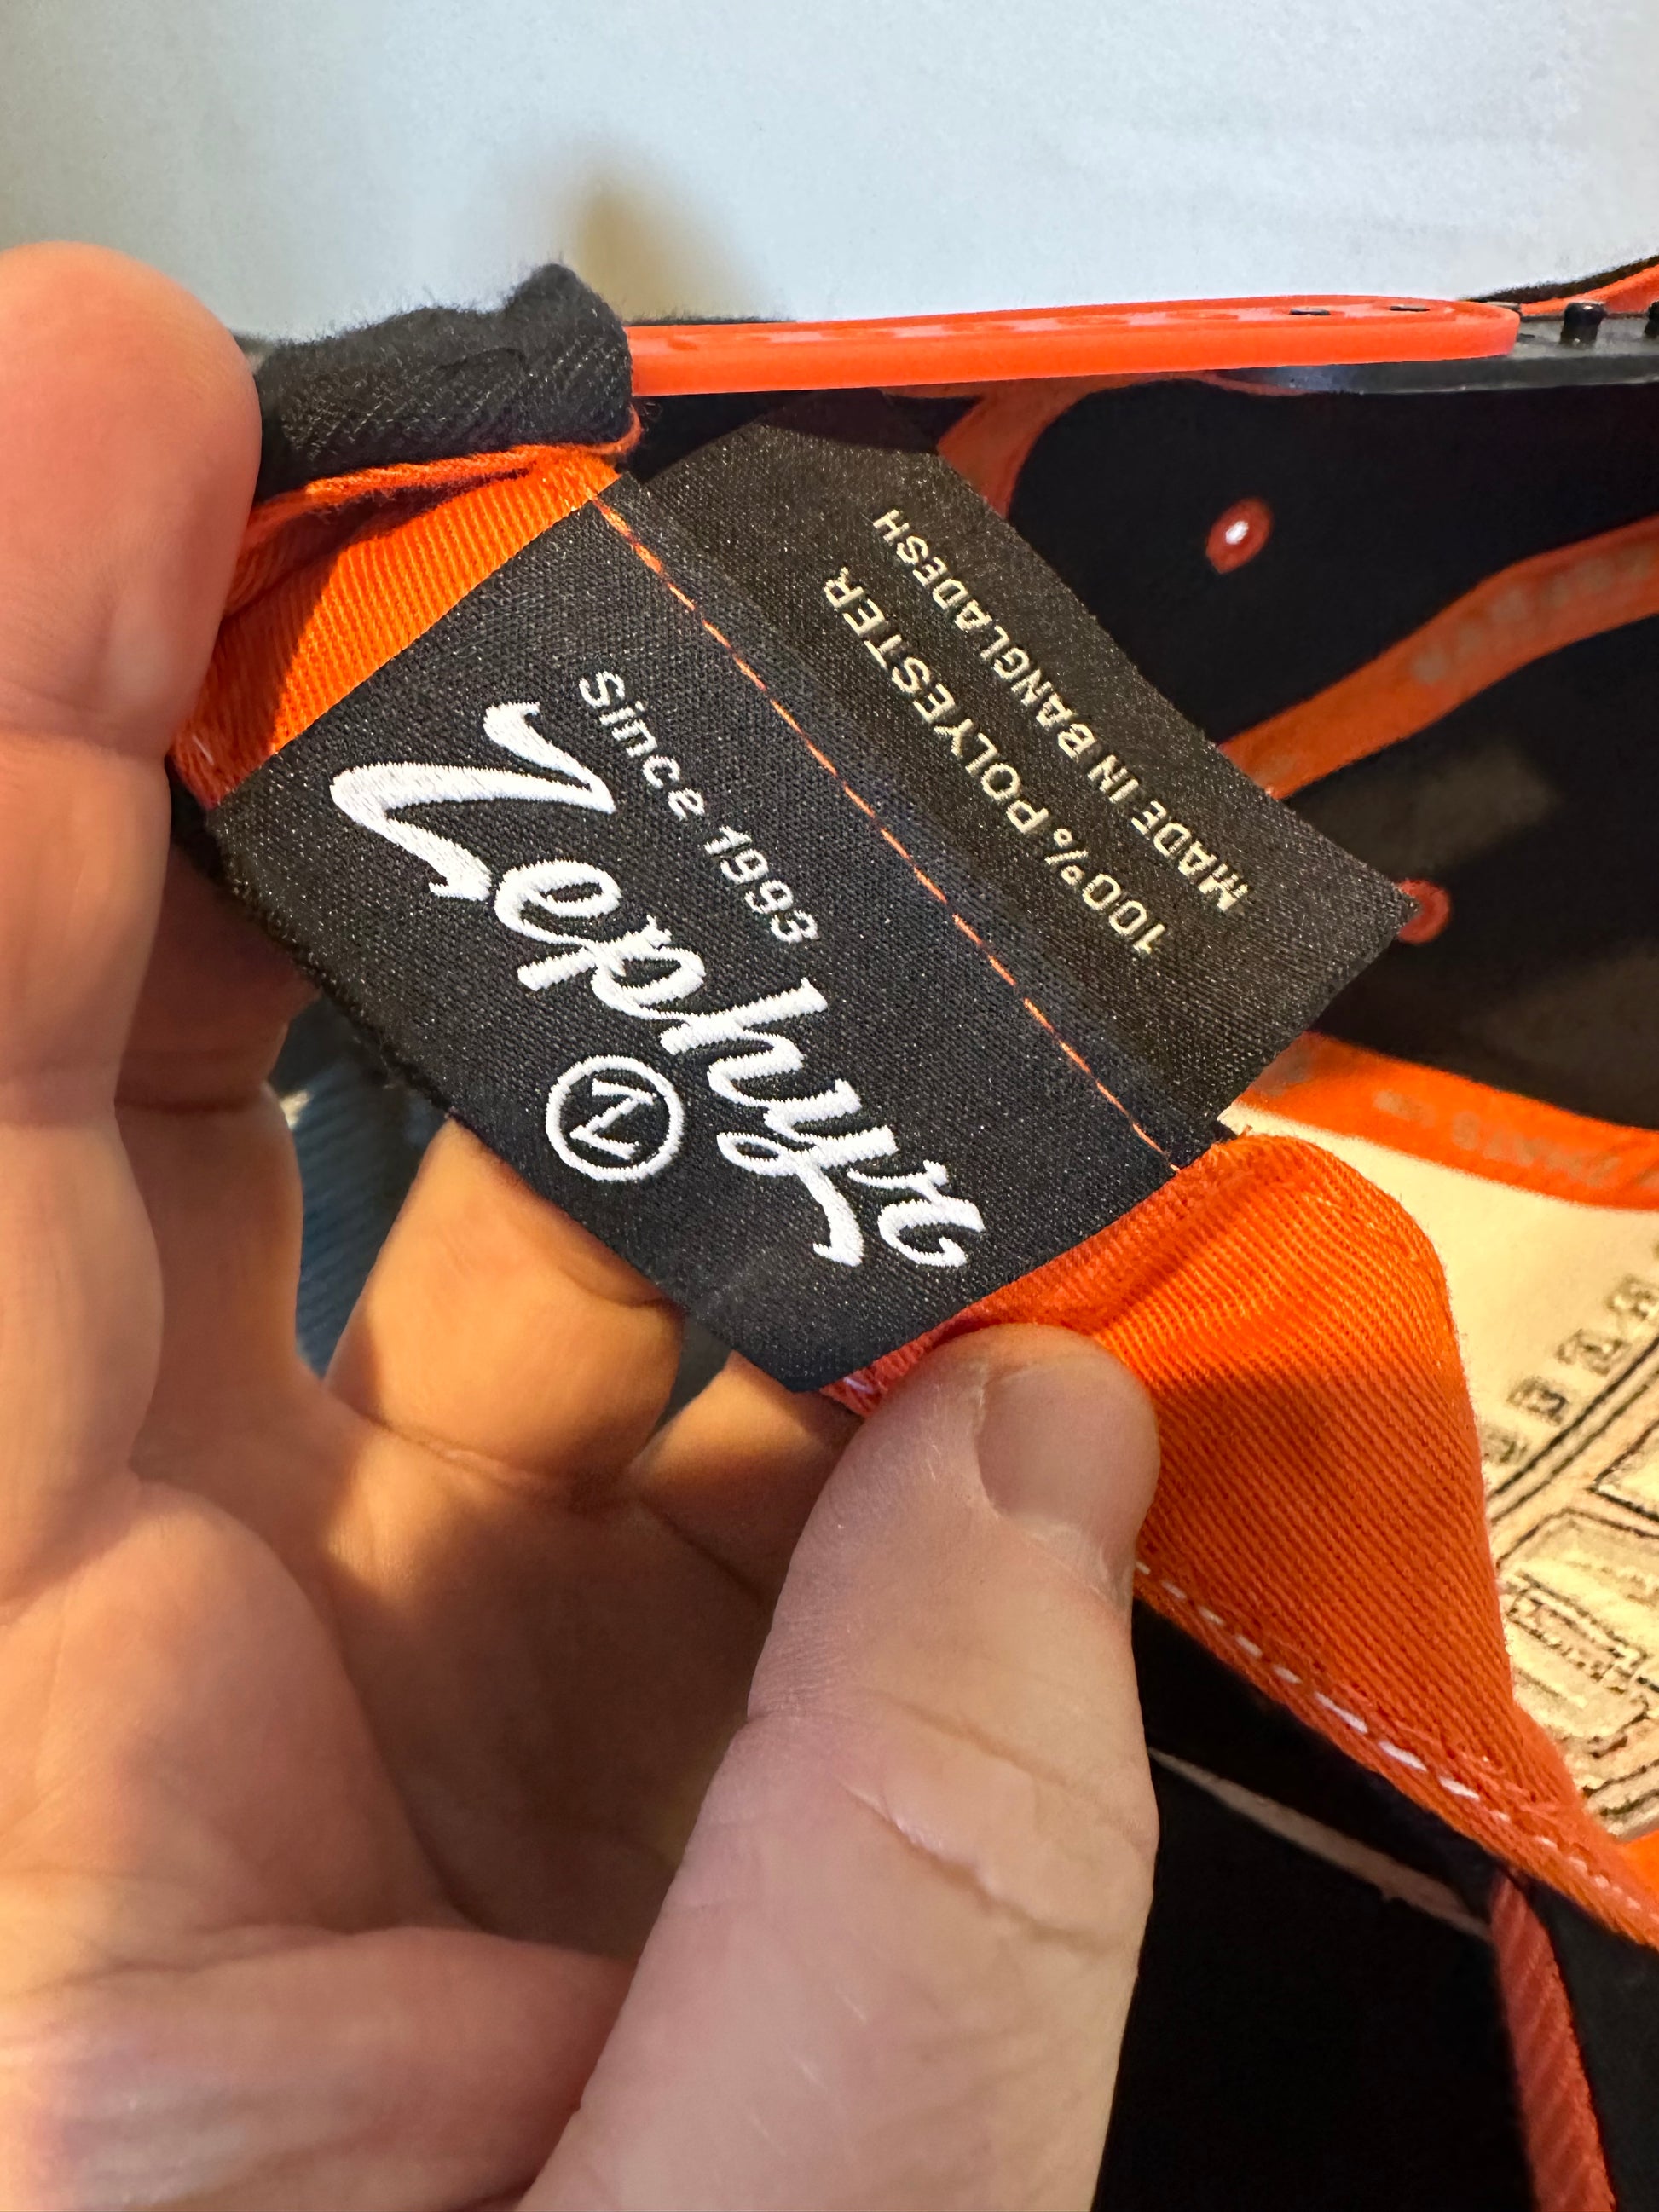 Since 1993
Zephyr
Z
100% POLYESTER
MADE IN BANGLADESH